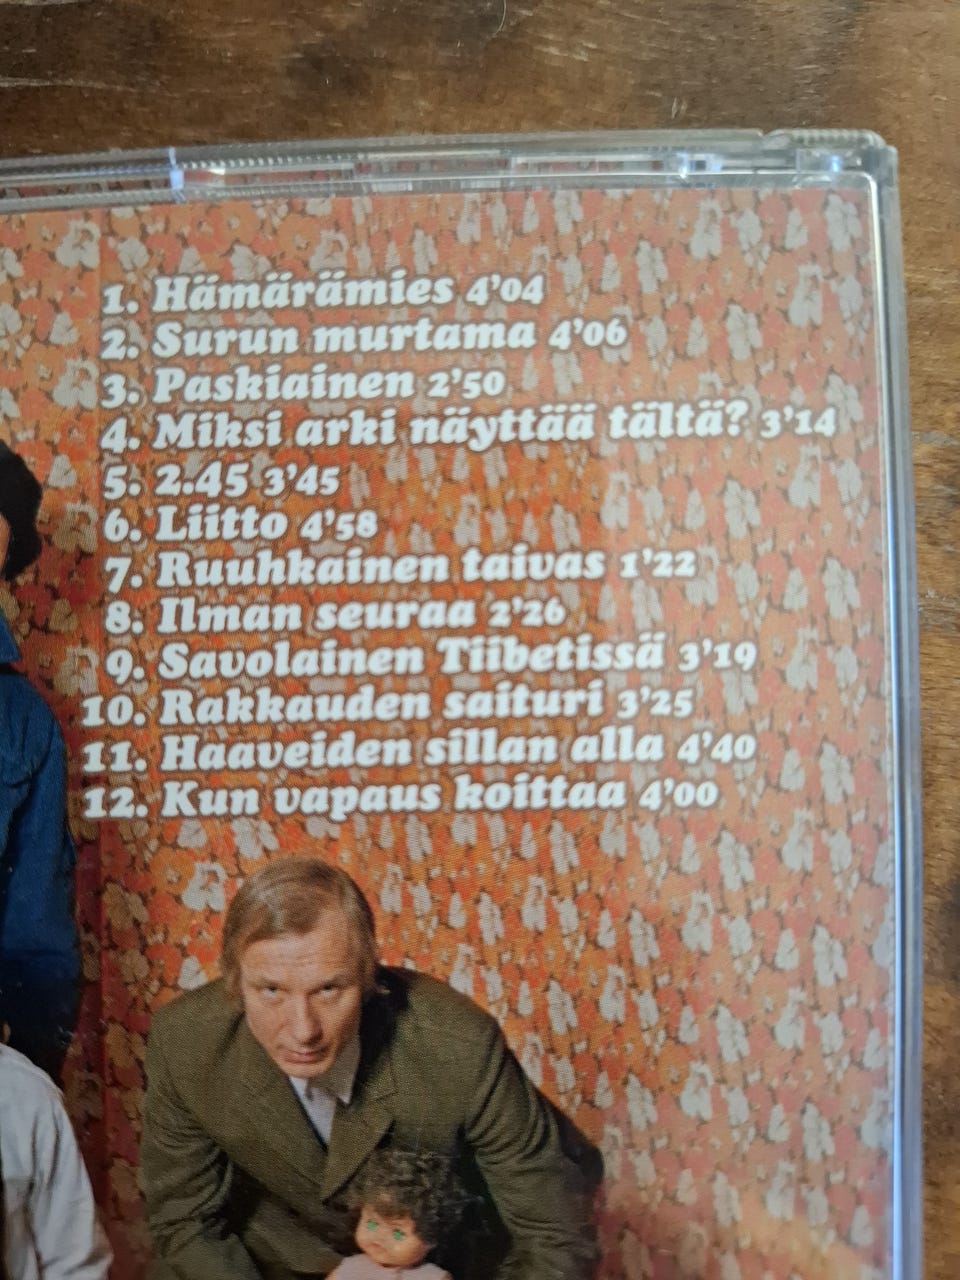 1. Hämärämies 4'04
2. Surun murtama 4'06
3. Paskiainen 2'50
4. Miksi arki näyttää tältä? 3'14
5. 2.45 3'45
6. Liitto 4'58
7. Ruuhkainen taivas 1'22
8. Ilman seuraa 2'26
9. Savolainen Tiibetissä 3'19
10. Rakkauden saituri 3'25
11. Haaveiden sillan alla 4'40
12. Kun vapaus koittaa 4'00